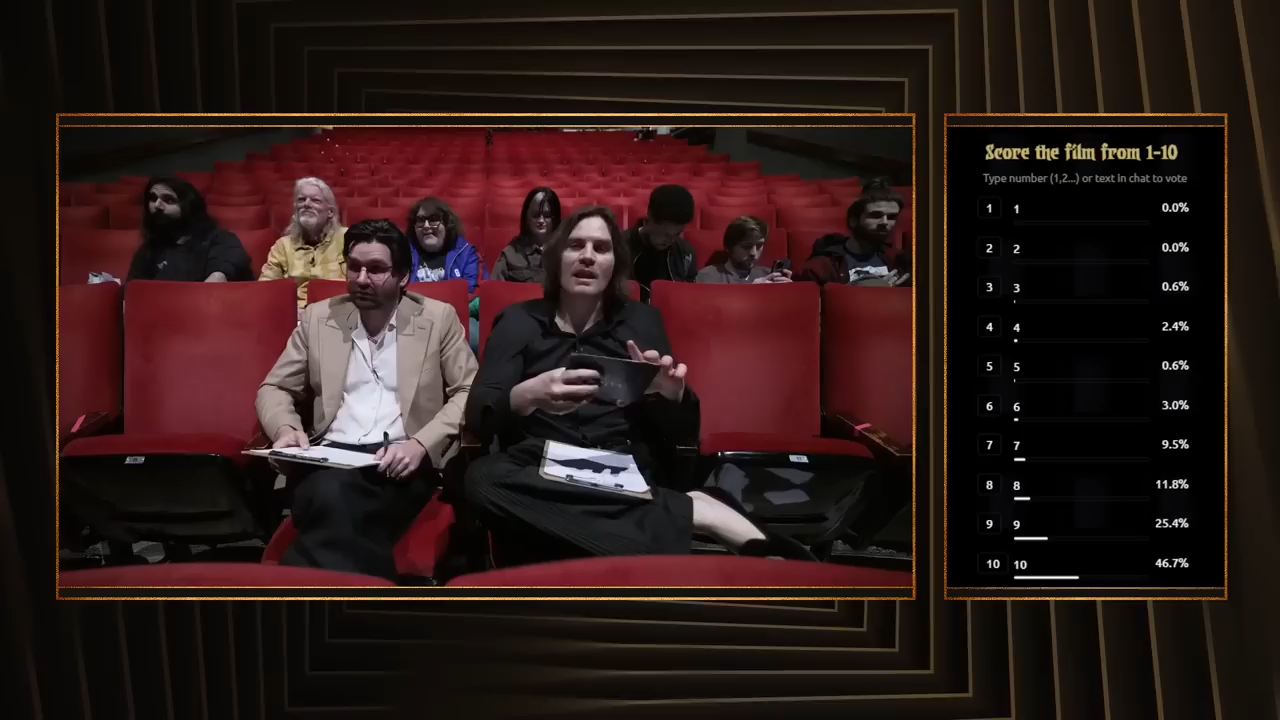 Score the film from 1-10
Type number (1,2...) or text in chat to vote
1 1 0.0%
2 2 0.0%
3 3 0.6%
4 4 2.4%
5 5 0.6%
6 6 3.0%
7 7 9.5%
8 8 11.8%
9 9 25.4%
10 10 46.7%